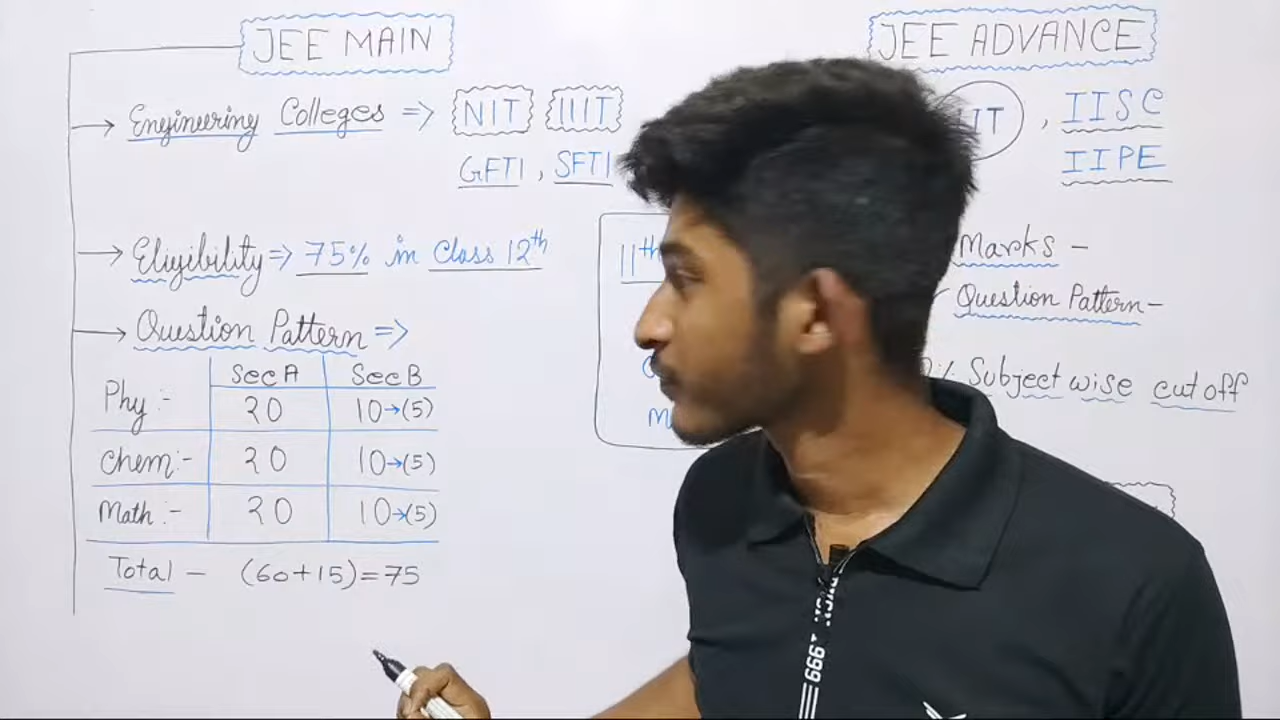 JEE MAIN
Engineering Colleges => NIT IIIT
GFTI, SFTI
Eligibility => 75% in Class 12th
Question Pattern =>
Sec A Sec B
Phy :- 20 10→(5)
Chem :- 20 10→(5)
Math :- 20 10→(5)
Total - (60+15)=75
11th
JEE ADVANCE
, IISC
IIPE
Marks -
Question Pattern -
Subject wise cut off
1999